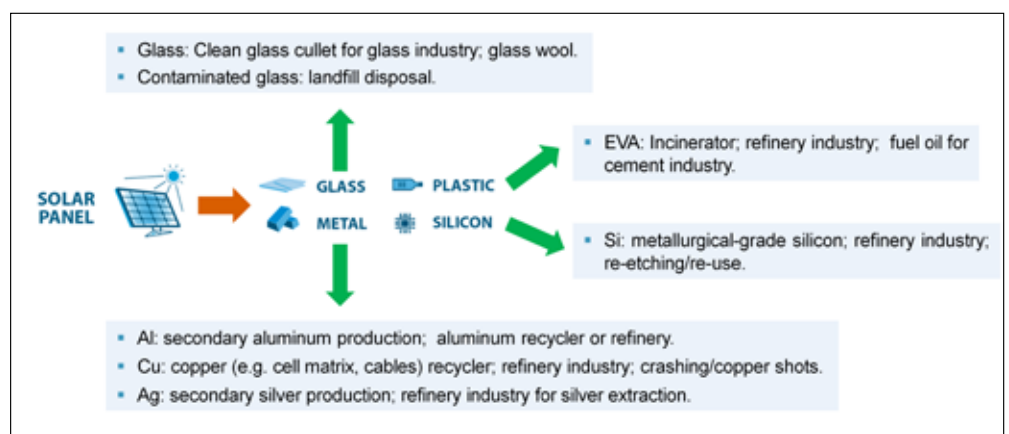 ▪ Glass: Clean glass cullet for glass industry; glass wool.
▪ Contaminated glass: landfill disposal.
▪ EVA: Incinerator; refinery industry; fuel oil for
cement industry.
SOLAR
PANEL
GLASS
PLASTIC
METAL
SILICON
▪ Si: metallurgical-grade silicon; refinery industry;
re-etching/re-use.
▪ Al: secondary aluminum production; aluminum recycler or refinery.
▪ Cu: copper (e.g. cell matrix, cables) recycler; refinery industry; crashing/copper shots.
▪ Ag: secondary silver production; refinery industry for silver extraction.